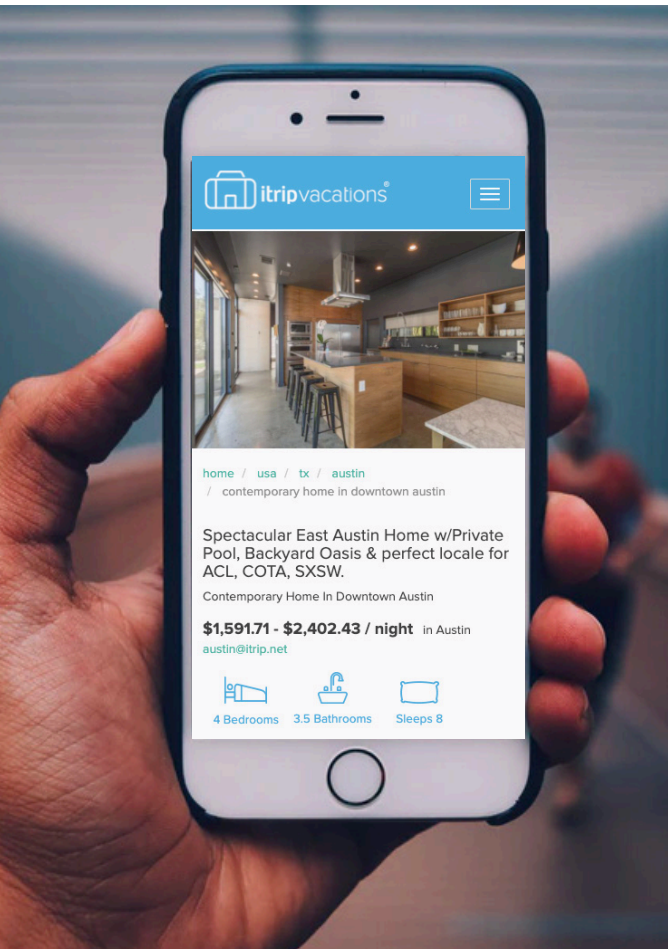 itripvacations®
home / usa / tx / austin
/ contemporary home in downtown austin
Spectacular East Austin Home w/Private
Pool, Backyard Oasis & perfect locale for
ACL, COTA, SXSW.
Contemporary Home In Downtown Austin
$1,591.71 - $2,402.43 / night in Austin
austin@itrip.net
4 Bedrooms 3.5 Bathrooms Sleeps 8